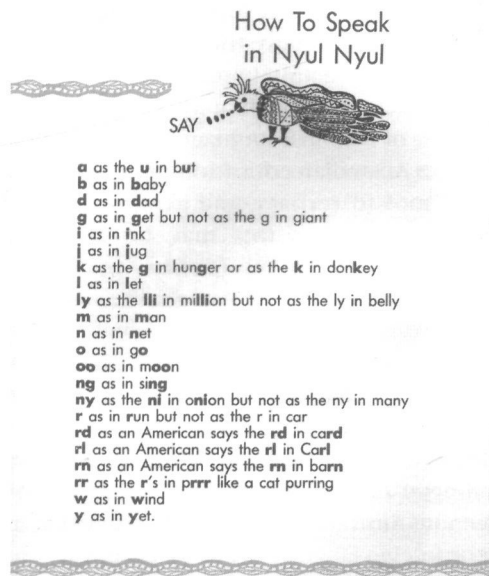 How To Speak
in Nyul Nyul
SAY
a as the u in but
b as in baby
d as in dad
g as in get but not as the g in giant
i as in ink
j as in jug
k as the g in hunger or as the k in donkey
l as in let
ly as the lli in million but not as the ly in belly
m as in man
n as in net
o as in go
oo as in moon
ng as in sing
ny as the ni in onion but not as the ny in many
r as in run but not as the r in car
rd as an American says the rd in card
rl as an American says the rl in Carl
rn as an American says the rn in barn
rr as the r's in prrr like a cat purring
w as in wind
y as in yet.